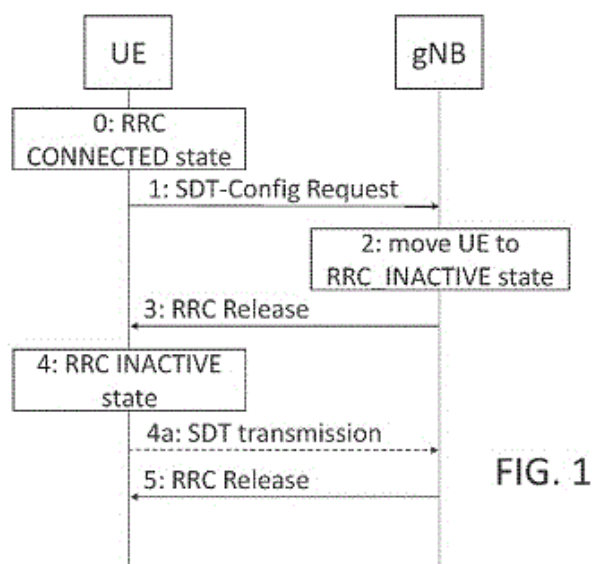 UE
gNB
0: RRC
CONNECTED state
1: SDT-Config Request
2: move UE to
RRC_INACTIVE state
3: RRC Release
4: RRC INACTIVE
state
4a: SDT transmission
5: RRC Release
FIG. 1